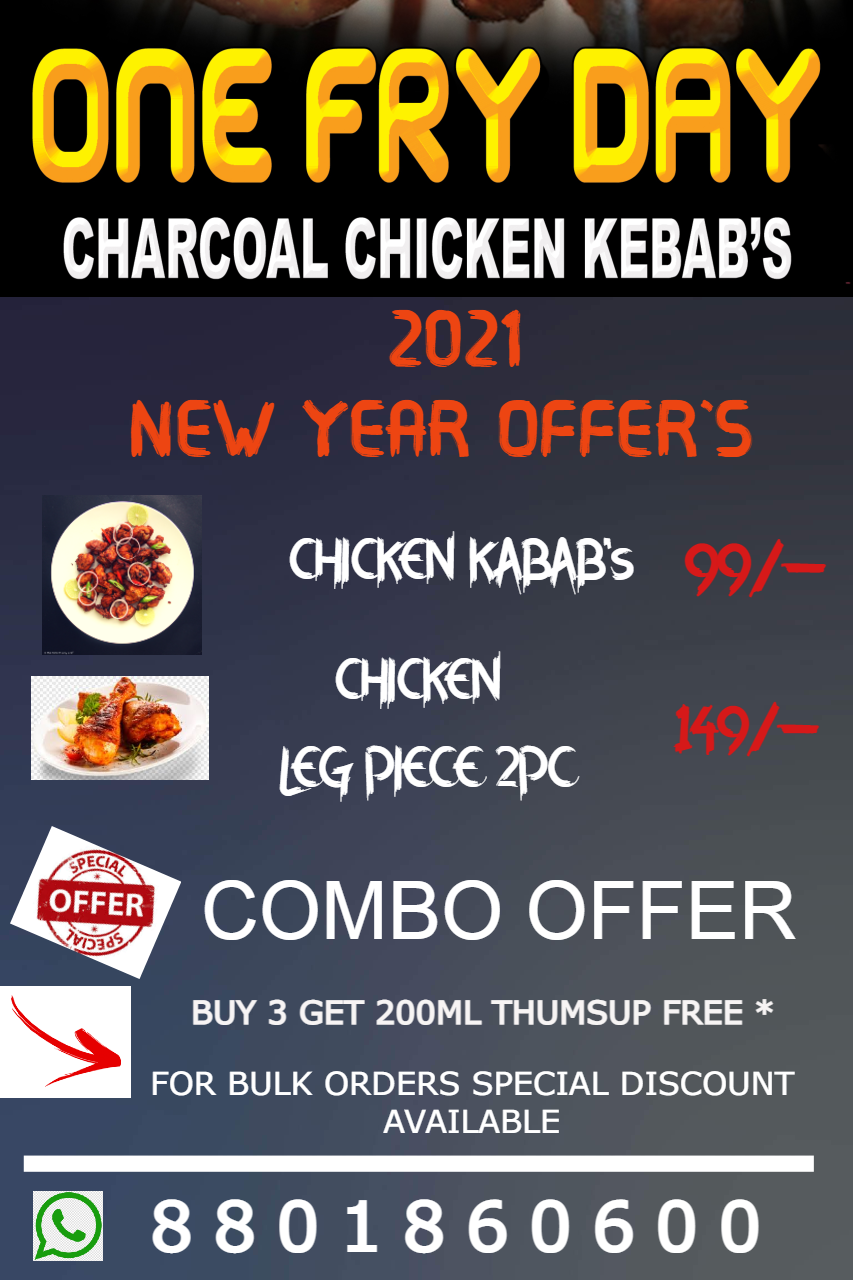 ONE FRY DAY
CHARCOAL CHICKEN KEBAB'S
2021
NEW YEAR OFFER'S
CHICKEN KABAB's 99/-
CHICKEN
LEG PIECE 2PC 149/-
SPECIAL
OFFER
SPECIAL
COMBO OFFER
BUY 3 GET 200ML THUMSUP FREE *
FOR BULK ORDERS SPECIAL DISCOUNT
AVAILABLE
8801860600